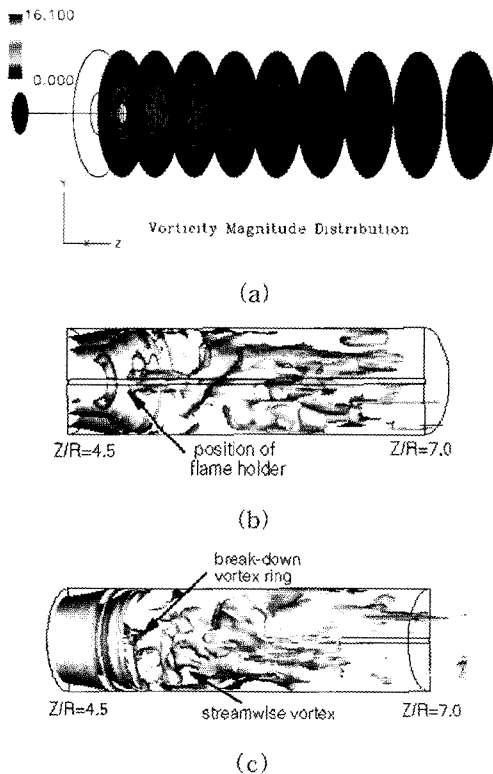 16.100
0.000
Y
X Z
Vorticity Magnitude Distribution
(a)
position of
flame holder
Z/R=4.5
Z/R=7.0
(b)
break-down
vortex ring
streamwise vortex
Z/R=4.5
Z/R=7.0
(c)